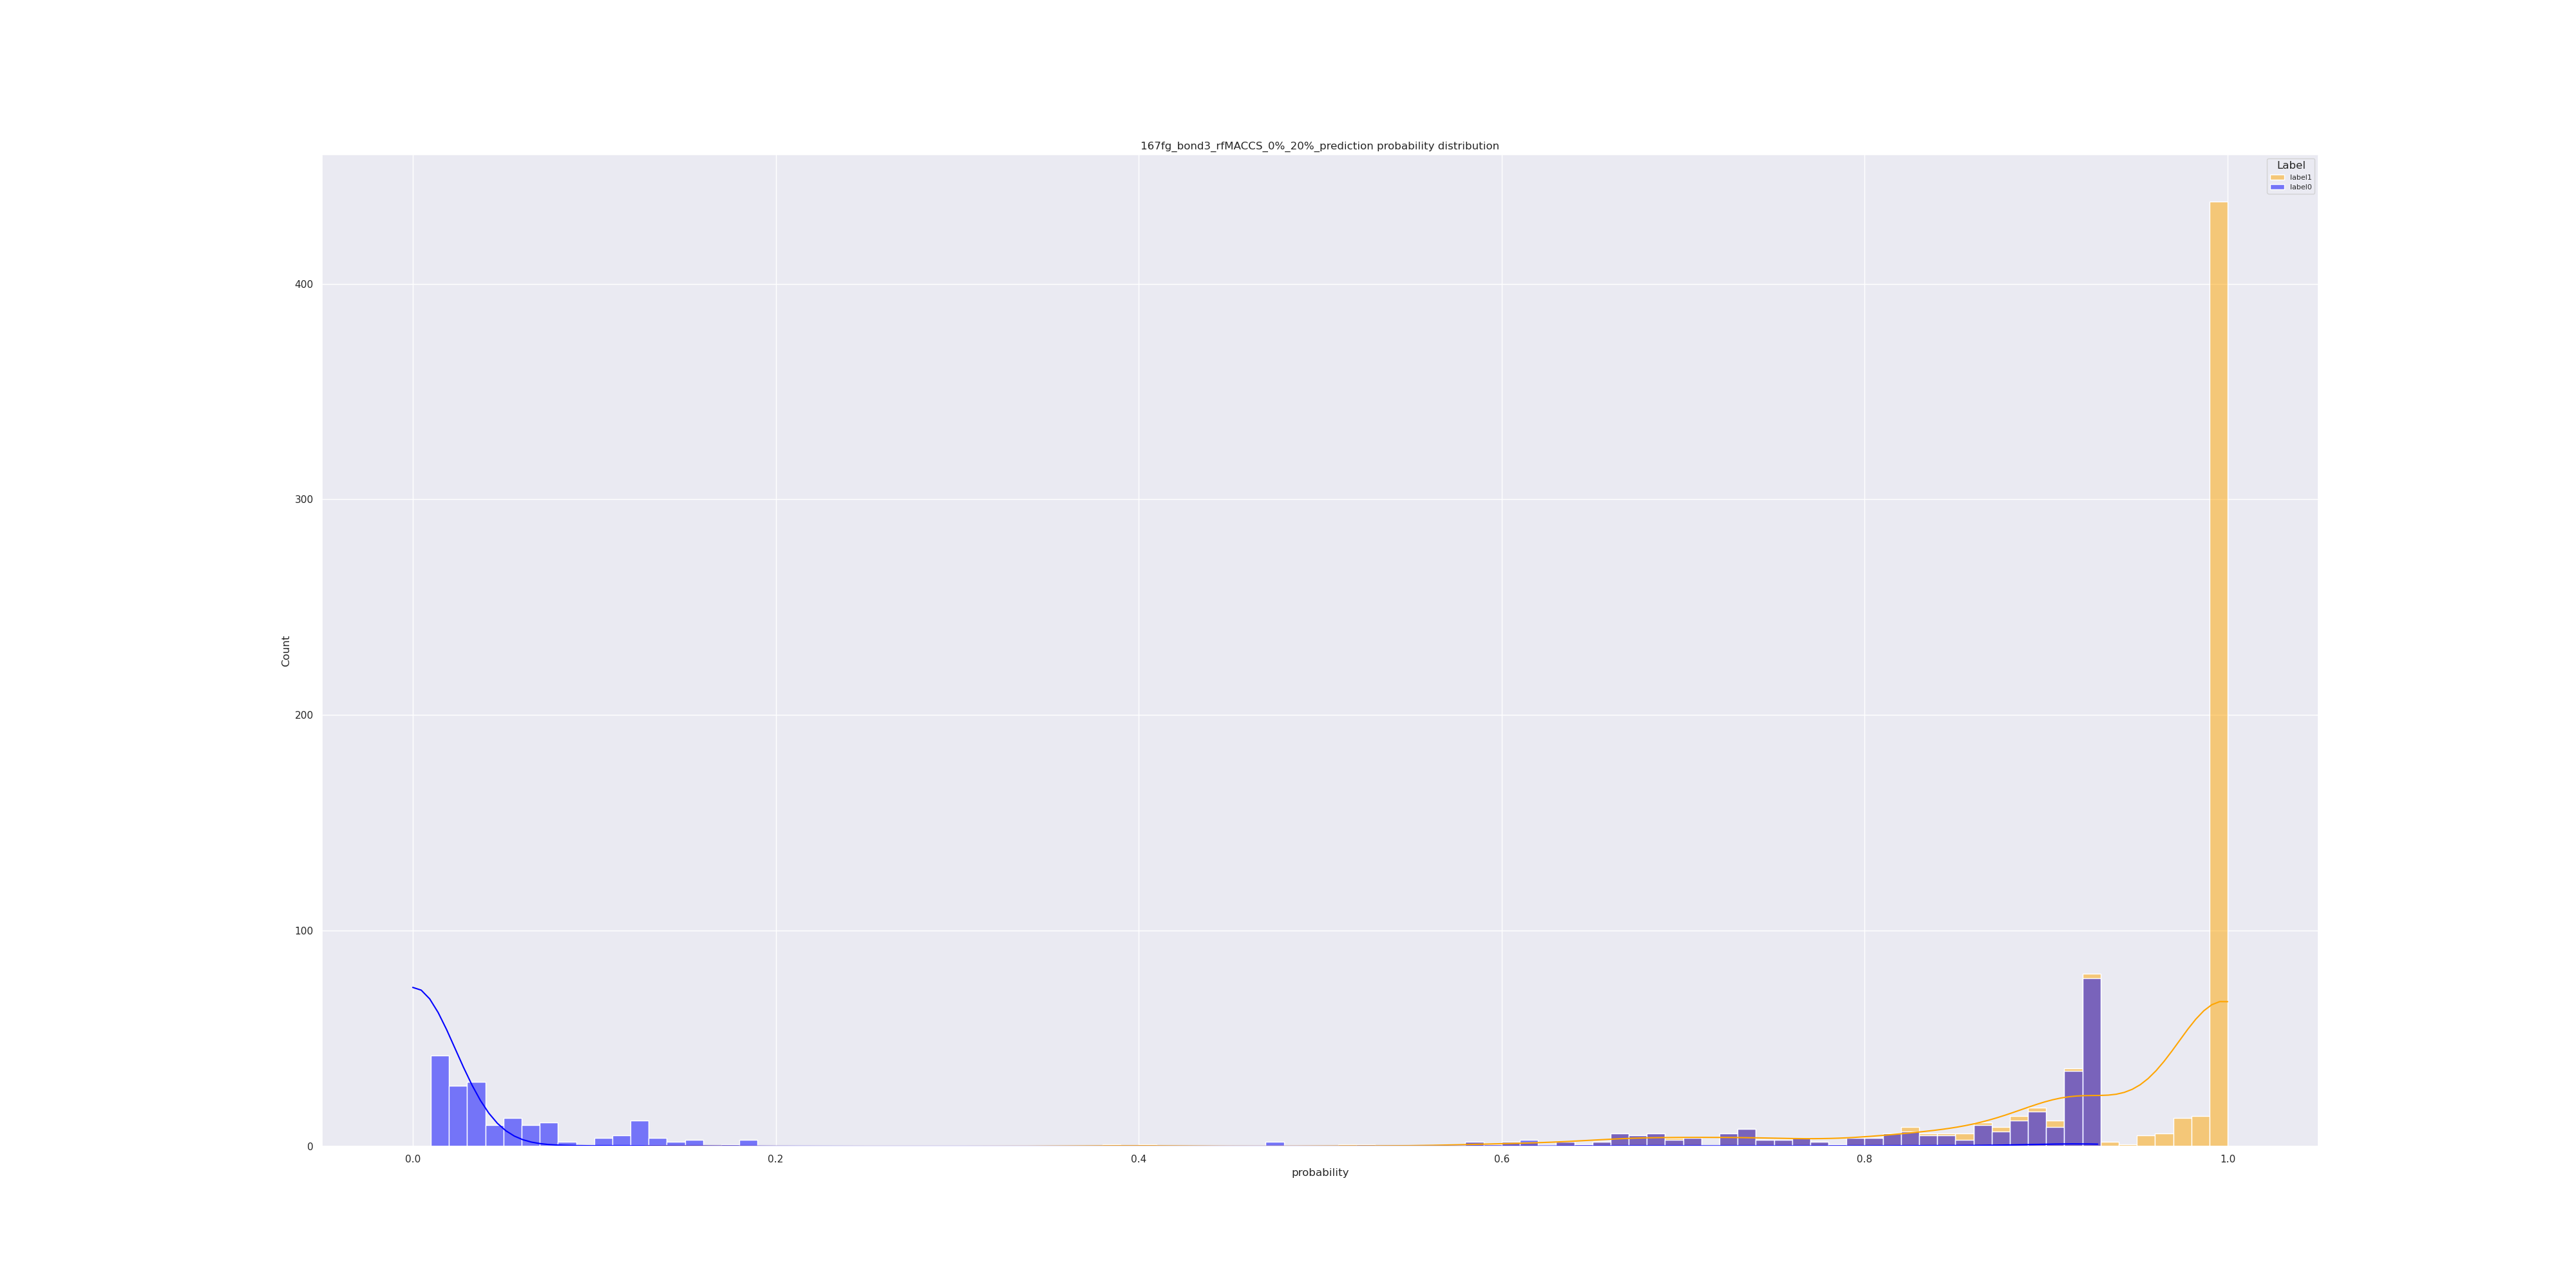 167fg_bond3_rfMACCS_0%_20%_prediction probability distribution
Label
label1
label0
400
300
200
100
0
Count
0.0 0.2 0.4 0.6 0.8 1.0
probability